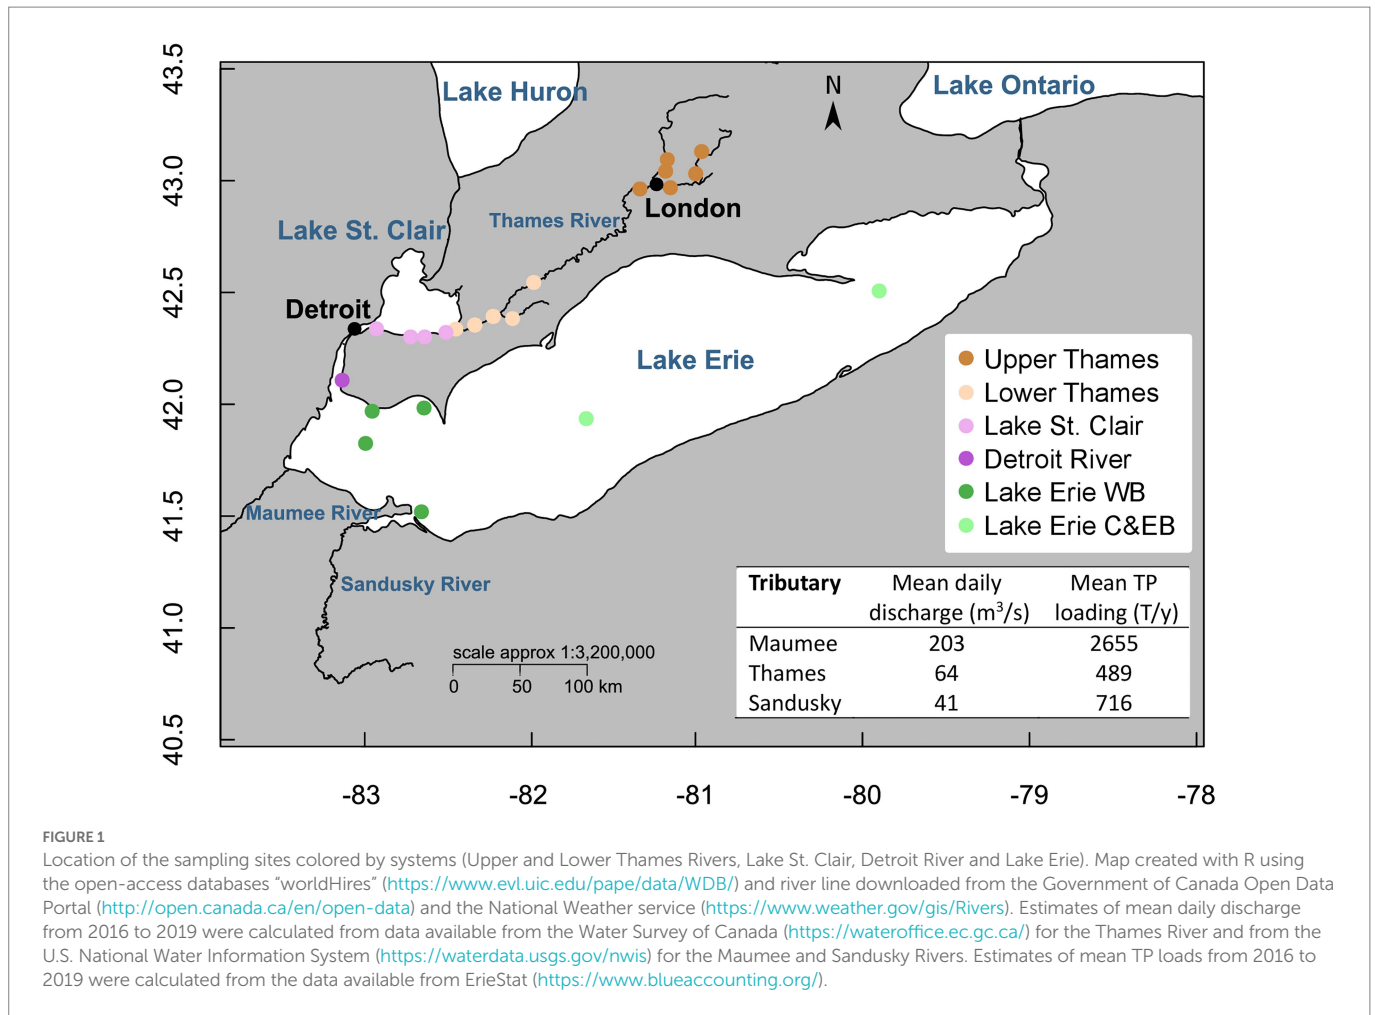 43.5
43.0
42.5
42.0
41.5
41.0
40.5
Lake Huron
N
Lake Ontario
London
Thames River
Lake St. Clair
Detroit
Lake Erie
Maumee River
Sandusky River
Upper Thames
Lower Thames
Lake St. Clair
Detroit River
Lake Erie WB
Lake Erie C&EB
scale approx 1:3,200,000
0 50 100 km
Tributary Mean daily Mean TP
discharge (m³/s) loading (T/y)
Maumee 203 2655
Thames 64 489
Sandusky 41 716
-83 -82 -81 -80 -79 -78
FIGURE 1
Location of the sampling sites colored by systems (Upper and Lower Thames Rivers, Lake St. Clair, Detroit River and Lake Erie). Map created with R using
the open-access databases “worldHires” (https://www.evl.uic.edu/pape/data/WDB/) and river line downloaded from the Government of Canada Open Data
Portal (http://open.canada.ca/en/open-data) and the National Weather service (https://www.weather.gov/gis/Rivers). Estimates of mean daily discharge
from 2016 to 2019 were calculated from data available from the Water Survey of Canada (https://wateroffice.ec.gc.ca/) for the Thames River and from the
U.S. National Water Information System (https://waterdata.usgs.gov/nwis) for the Maumee and Sandusky Rivers. Estimates of mean TP loads from 2016 to
2019 were calculated from the data available from ErieStat (https://www.blueaccounting.org/).